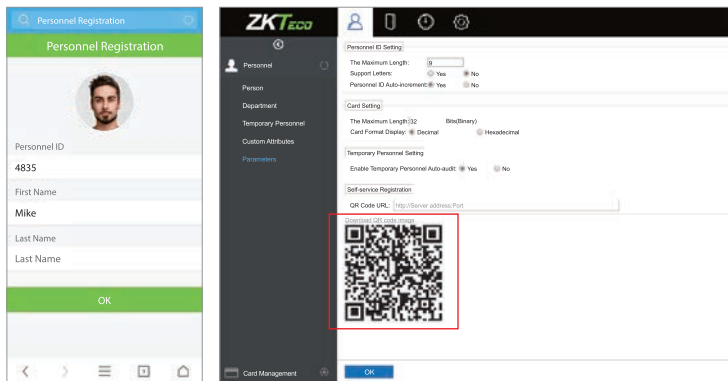 Personnel Registration
Personnel Registration
Personnel ID
4835
First Name
Mike
Last Name
Last Name
OK
9
ZKTECO
Personnel
Person
Department
Temporary Personnel
Custom Attributes
Parameters
Card Management
Personnel ID Setting
The Maximum Length: 9
Support Letters: Yes No
Personnel ID Auto-increment: Yes No
Card Setting
The Maximum Length:32 Bits(Binary)
Card Format Display: Decimal Hexadecimal
Temporary Personnel Setting
Enable Temporary Personnel Auto-audit: Yes No
Self-service Registration
QR Code URL: http://Server address:Port
Download QR code image
OK